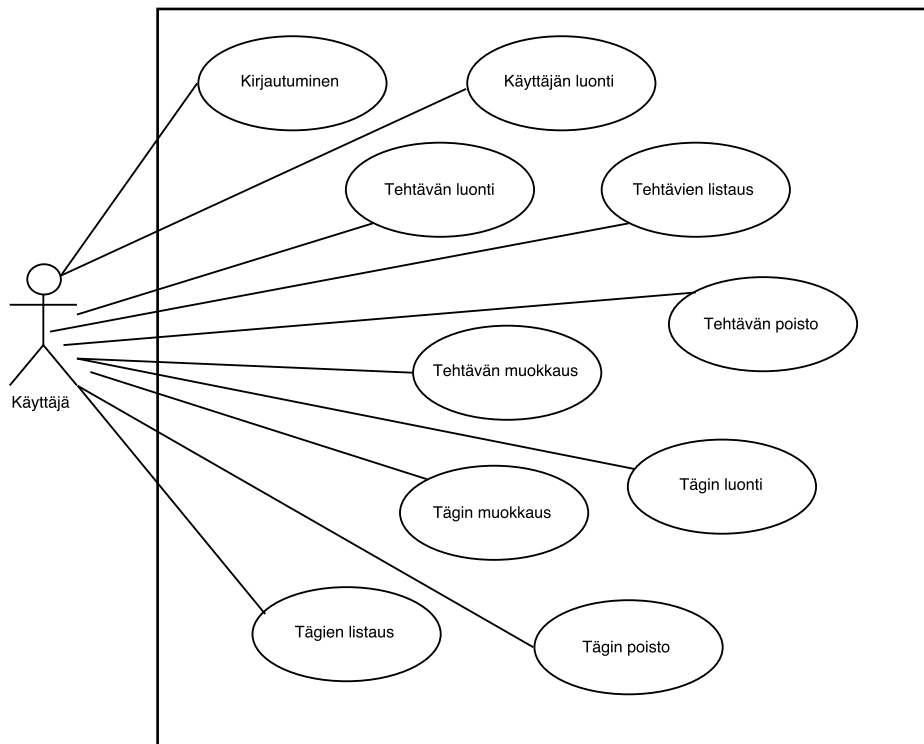 Kirjautuminen
Käyttäjän luonti
Tehtävän luonti
Tehtävien listaus
Tehtävän poisto
Tehtävän muokkaus
Käyttäjä
Tägin luonti
Tägin muokkaus
Tägien listaus
Tägin poisto